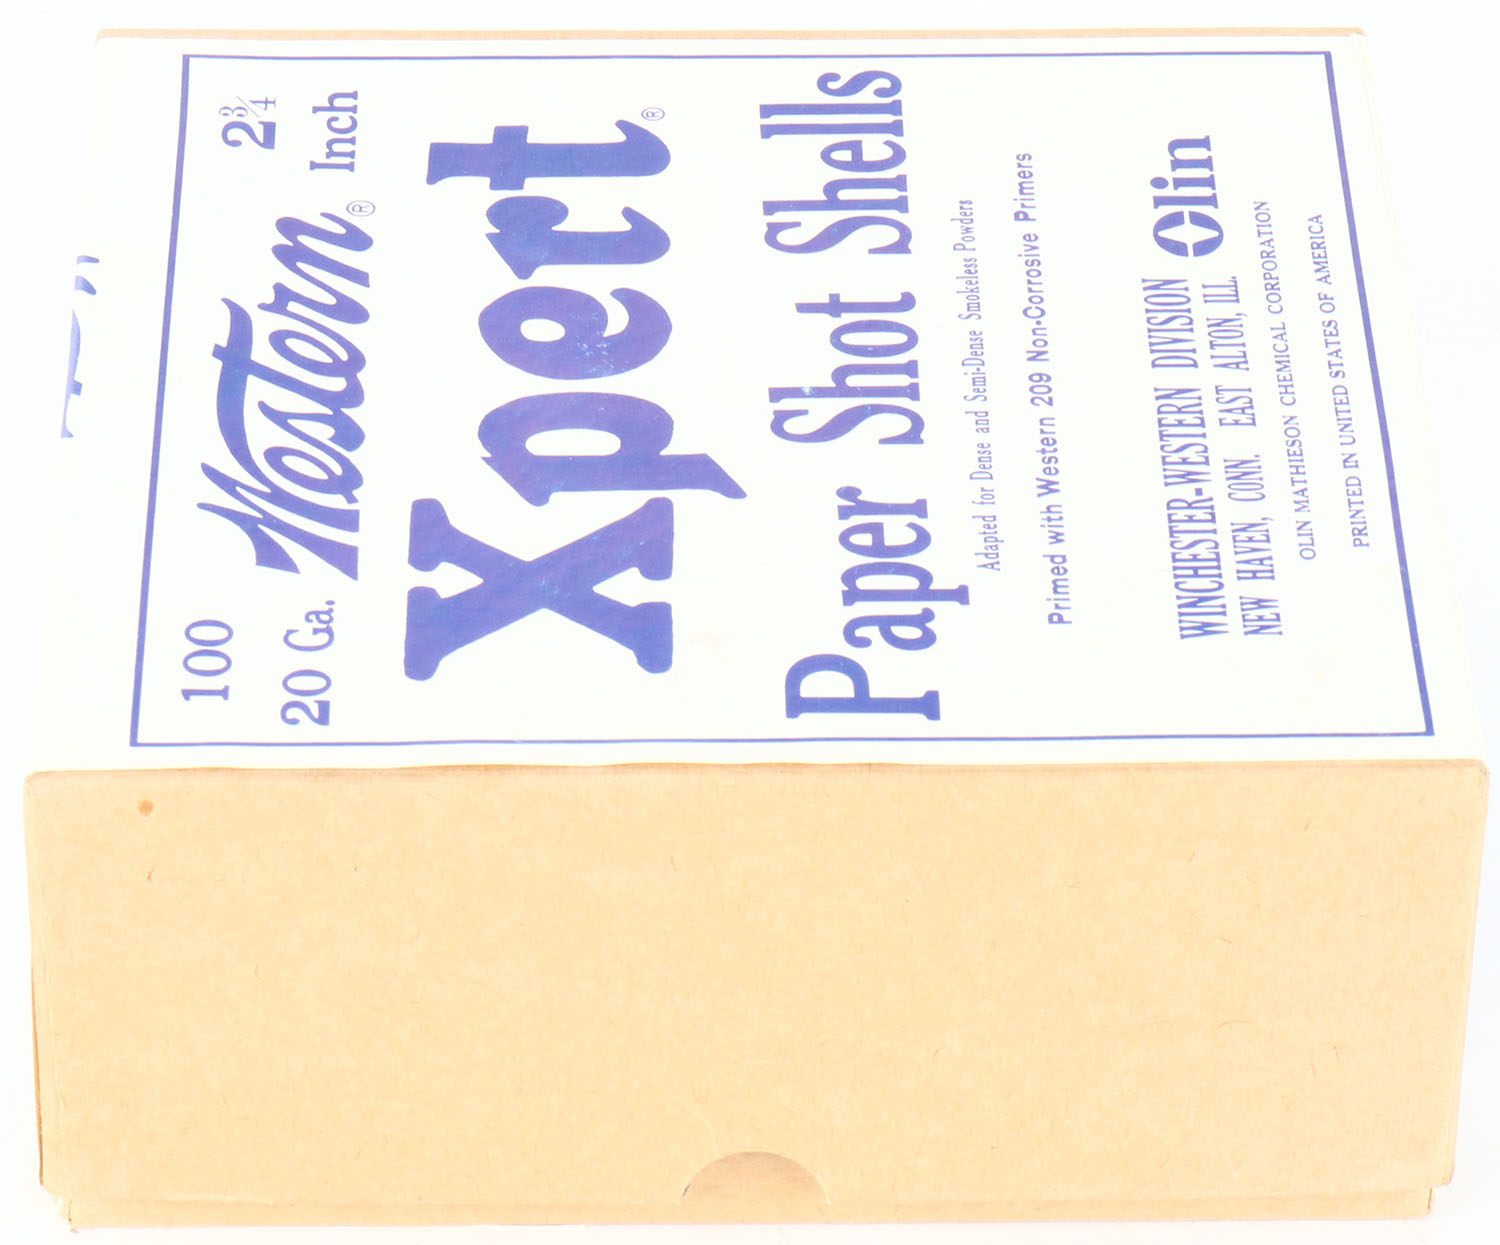 100 Western® 2¾
20 Ga. Inch
Xpert®
Paper Shot Shells
Adapted for Dense and Semi-Dense Smokeless Powders
Primed with Western 209 Non-Corrosive Primers
WINCHESTER-WESTERN DIVISION Olin
NEW HAVEN, CONN. EAST ALTON, ILL.
OLIN MATHIESON CHEMICAL CORPORATION
PRINTED IN UNITED STATES OF AMERICA